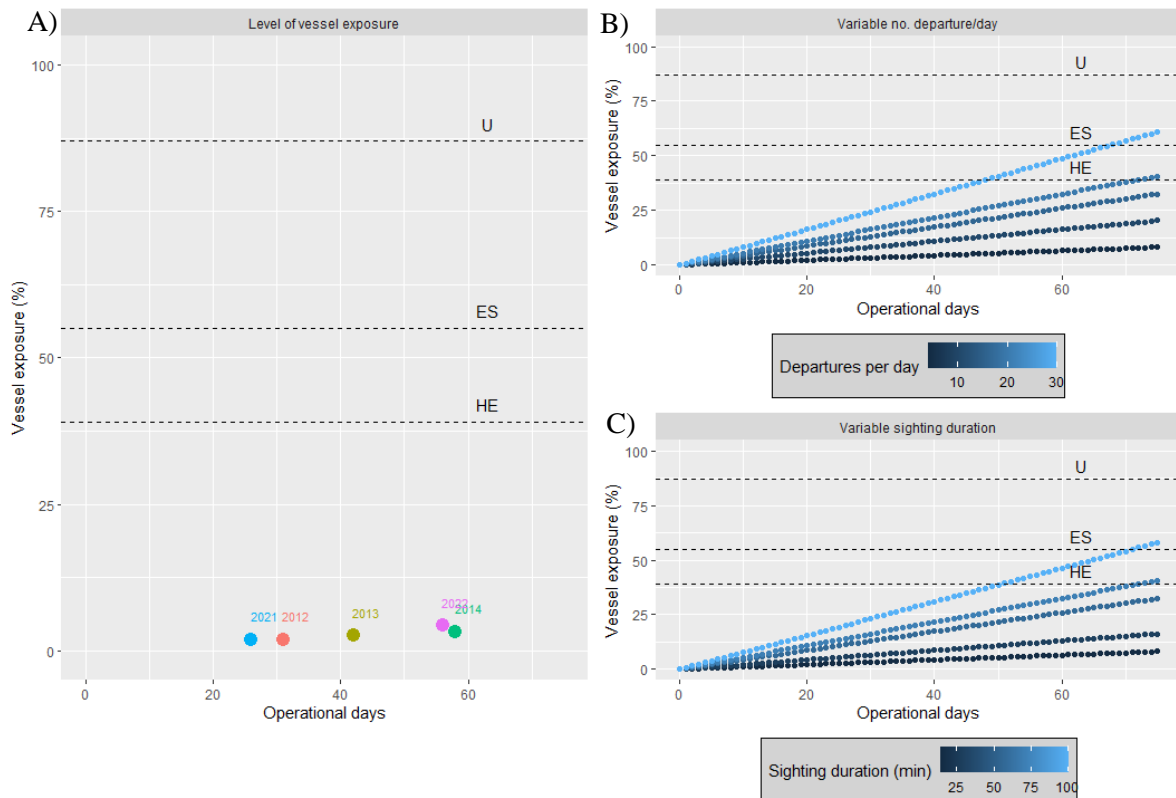 A)
Level of vessel exposure
Vessel exposure (%)
100
75
50
25
0
U
ES
HE
2021
2012
2013
2022
2014
0
20
40
60
Operational days
B)
Variable no. departure/day
Vessel exposure (%)
100
75
50
25
0
U
ES
HE
0
20
40
60
Operational days
Departures per day
10
20
30
C)
Variable sighting duration
Vessel exposure (%)
100
75
50
25
0
U
ES
HE
0
20
40
60
Operational days
Sighting duration (min)
25
50
75
100